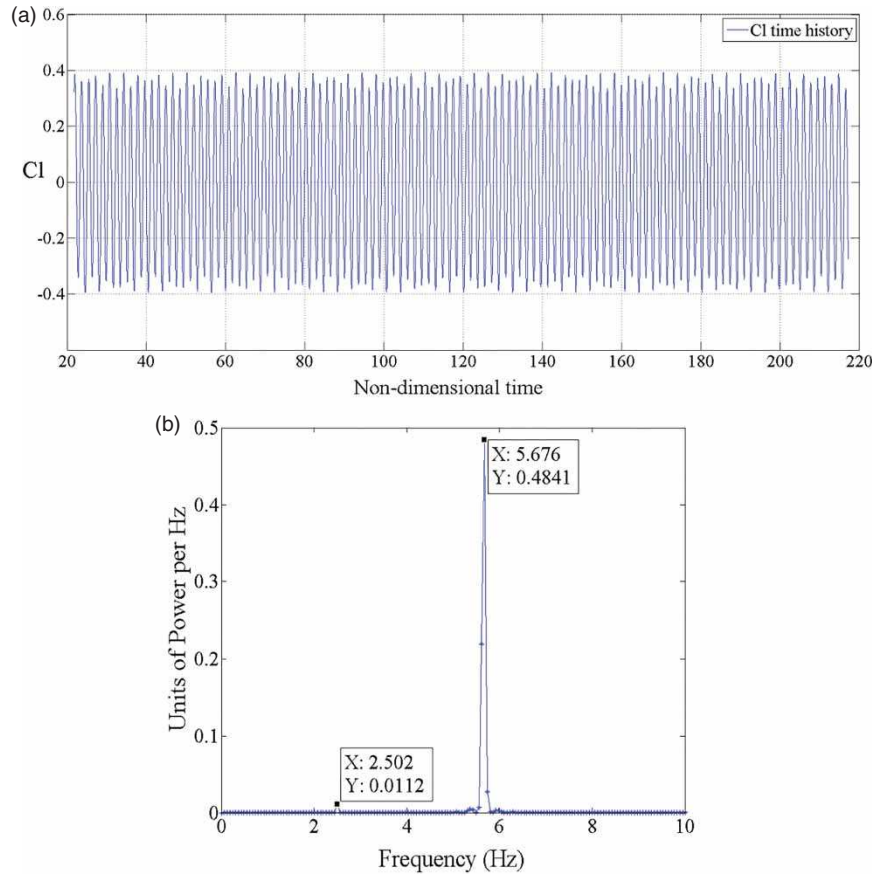 (a)
0.6
0.4
0.2
0
-0.2
-0.4
Cl
Cl time history
20 40 60 80 100 120 140 160 180 200 220
Non-dimensional time
(b)
0.5
0.4
0.3
0.2
0.1
0
Units of Power per Hz
X: 5.676
Y: 0.4841
X: 2.502
Y: 0.0112
0 2 4 6 8 10
Frequency (Hz)